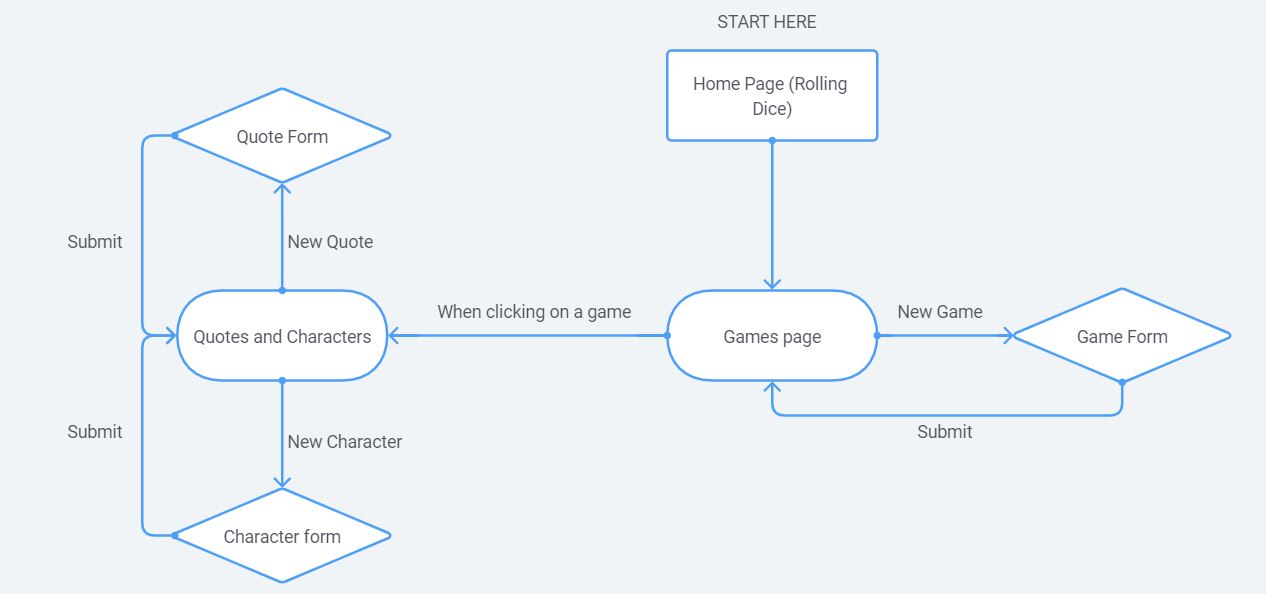 START HERE
Home Page (Rolling
Dice)
Quote Form
Submit
New Quote
When clicking on a game
New Game
Quotes and Characters
Games page
Game Form
Submit
Submit
New Character
Character form